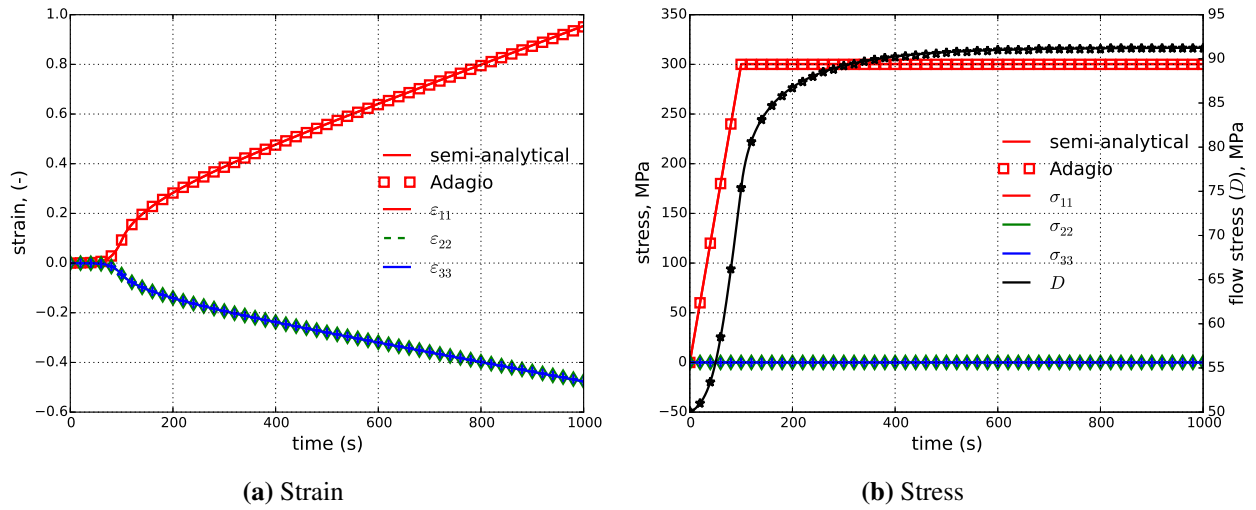 1.0
0.8
0.6
0.4
0.2
0.0
−0.2
−0.4
−0.6
0 200 400 600 800 1000
time (s)
strain, (-)
semi-analytical
Adagio
ε₁₁
ε₂₂
ε₃₃
(a) Strain
350
300
250
200
150
100
50
0
−50
0 200 400 600 800 1000
time (s)
stress, MPa
semi-analytical
Adagio
σ₁₁
σ₂₂
σ₃₃
D
95
90
85
80
75
70
65
60
55
50
flow stress (D), MPa
(b) Stress